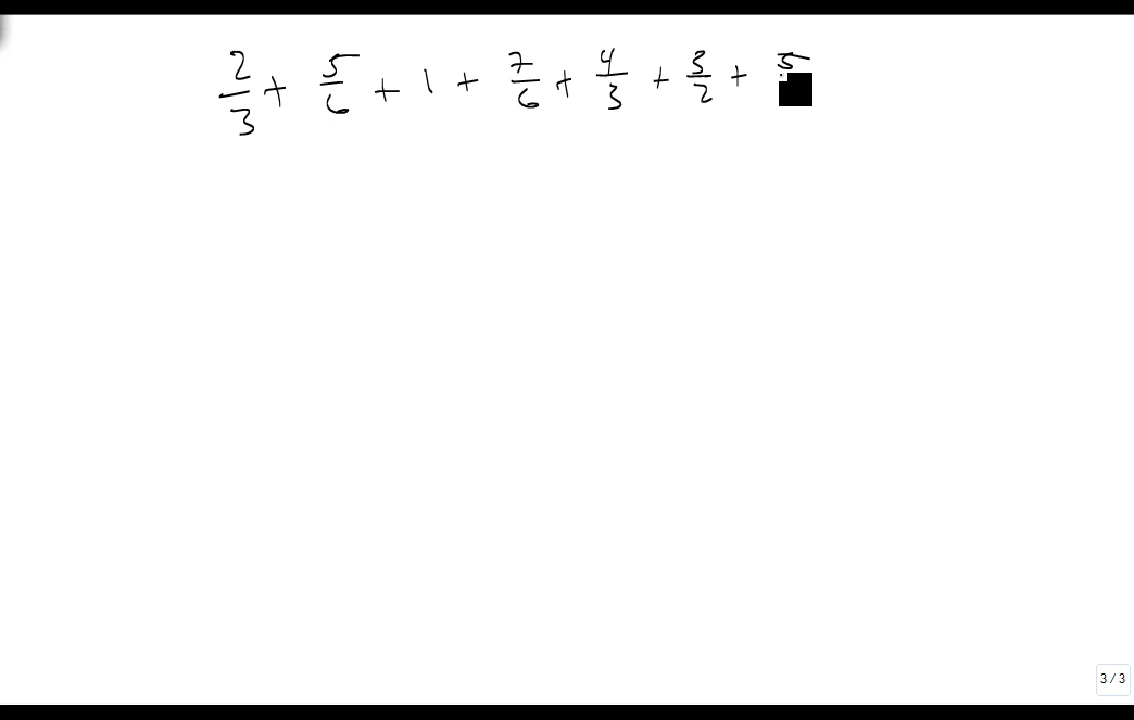 2/3 + 5/6 + 1 + 7/6 + 4/3 + 3/2 + 5
3/3